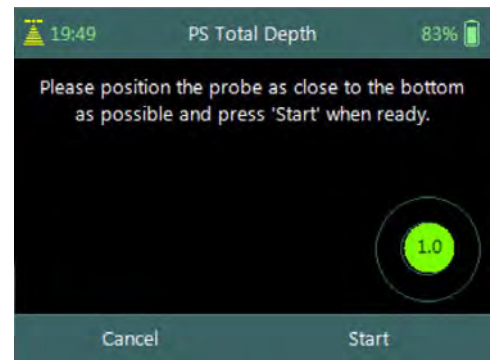 19:49 PS Total Depth 83%
Please position the probe as close to the bottom
as possible and press 'Start' when ready.
1.0
Cancel Start